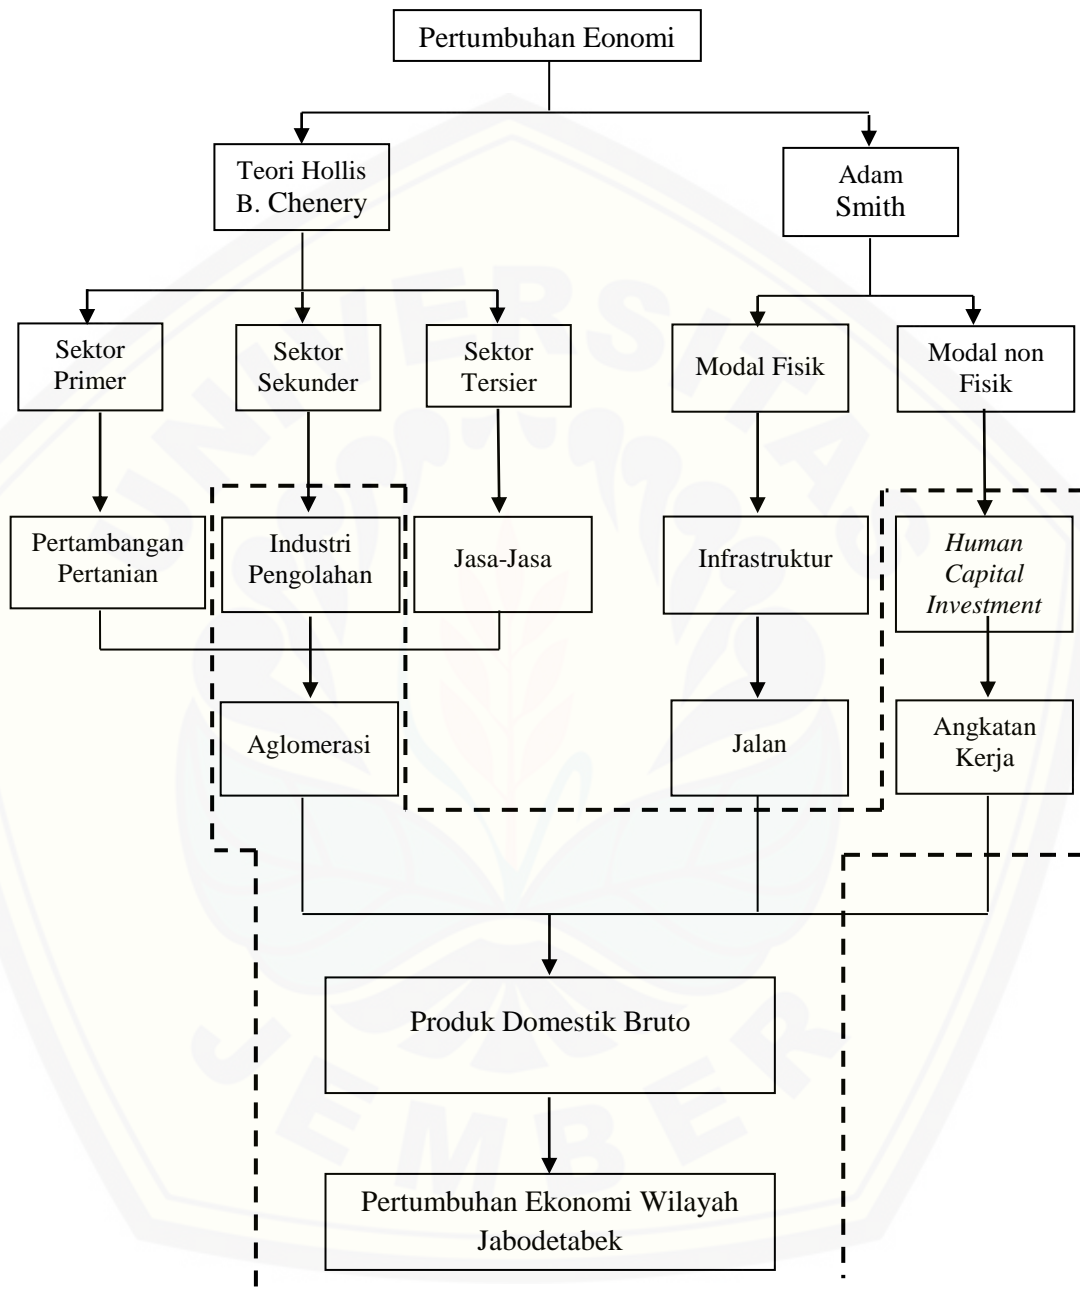 Pertumbuhan Eonomi
Teori Hollis
B. Chenery
Adam
Smith
Sektor
Primer
Sektor
Sekunder
Sektor
Tersier
Modal Fisik
Modal non
Fisik
Pertambangan
Pertanian
Industri
Pengolahan
Jasa-Jasa
Infrastruktur
Human
Capital
Investment
Aglomerasi
Jalan
Angkatan
Kerja
Produk Domestik Bruto
Pertumbuhan Ekonomi Wilayah
Jabodetabek
UNIVERSITAS
JEMBER